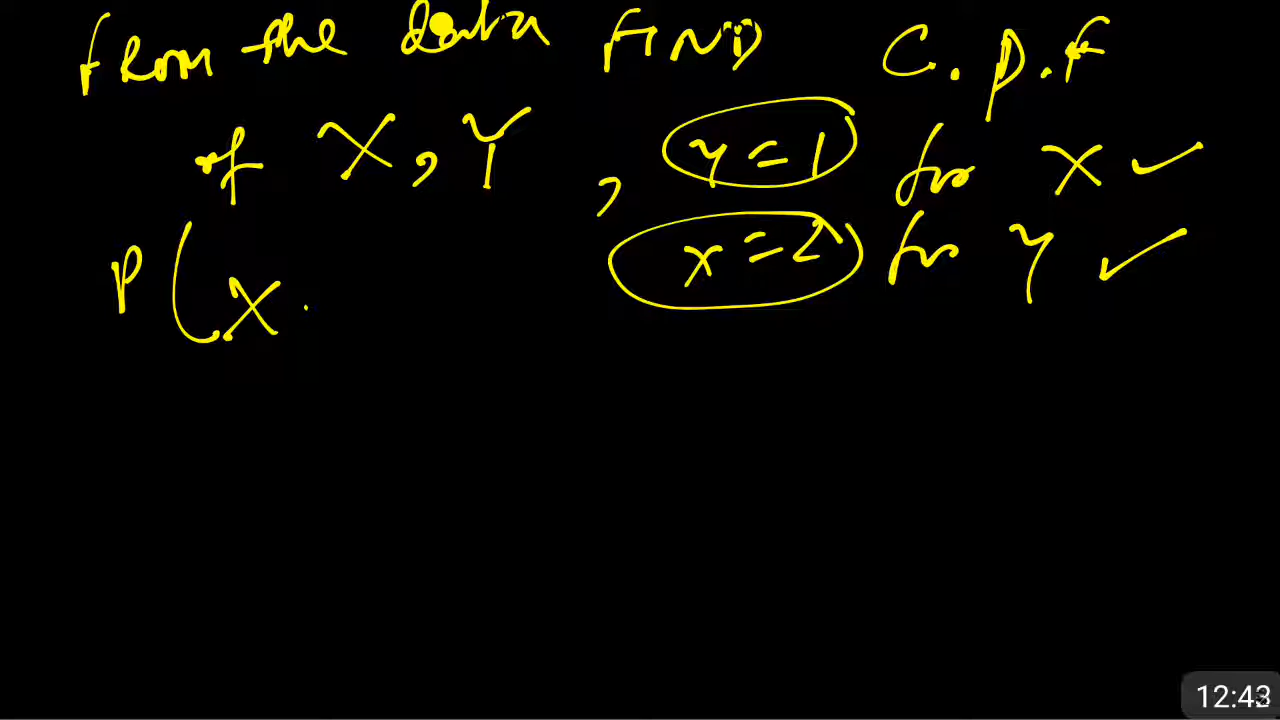 from the data FIND C.P.F
of X, Y , y=1 for X ✓
x=2 for Y ✓
P(X
12:43